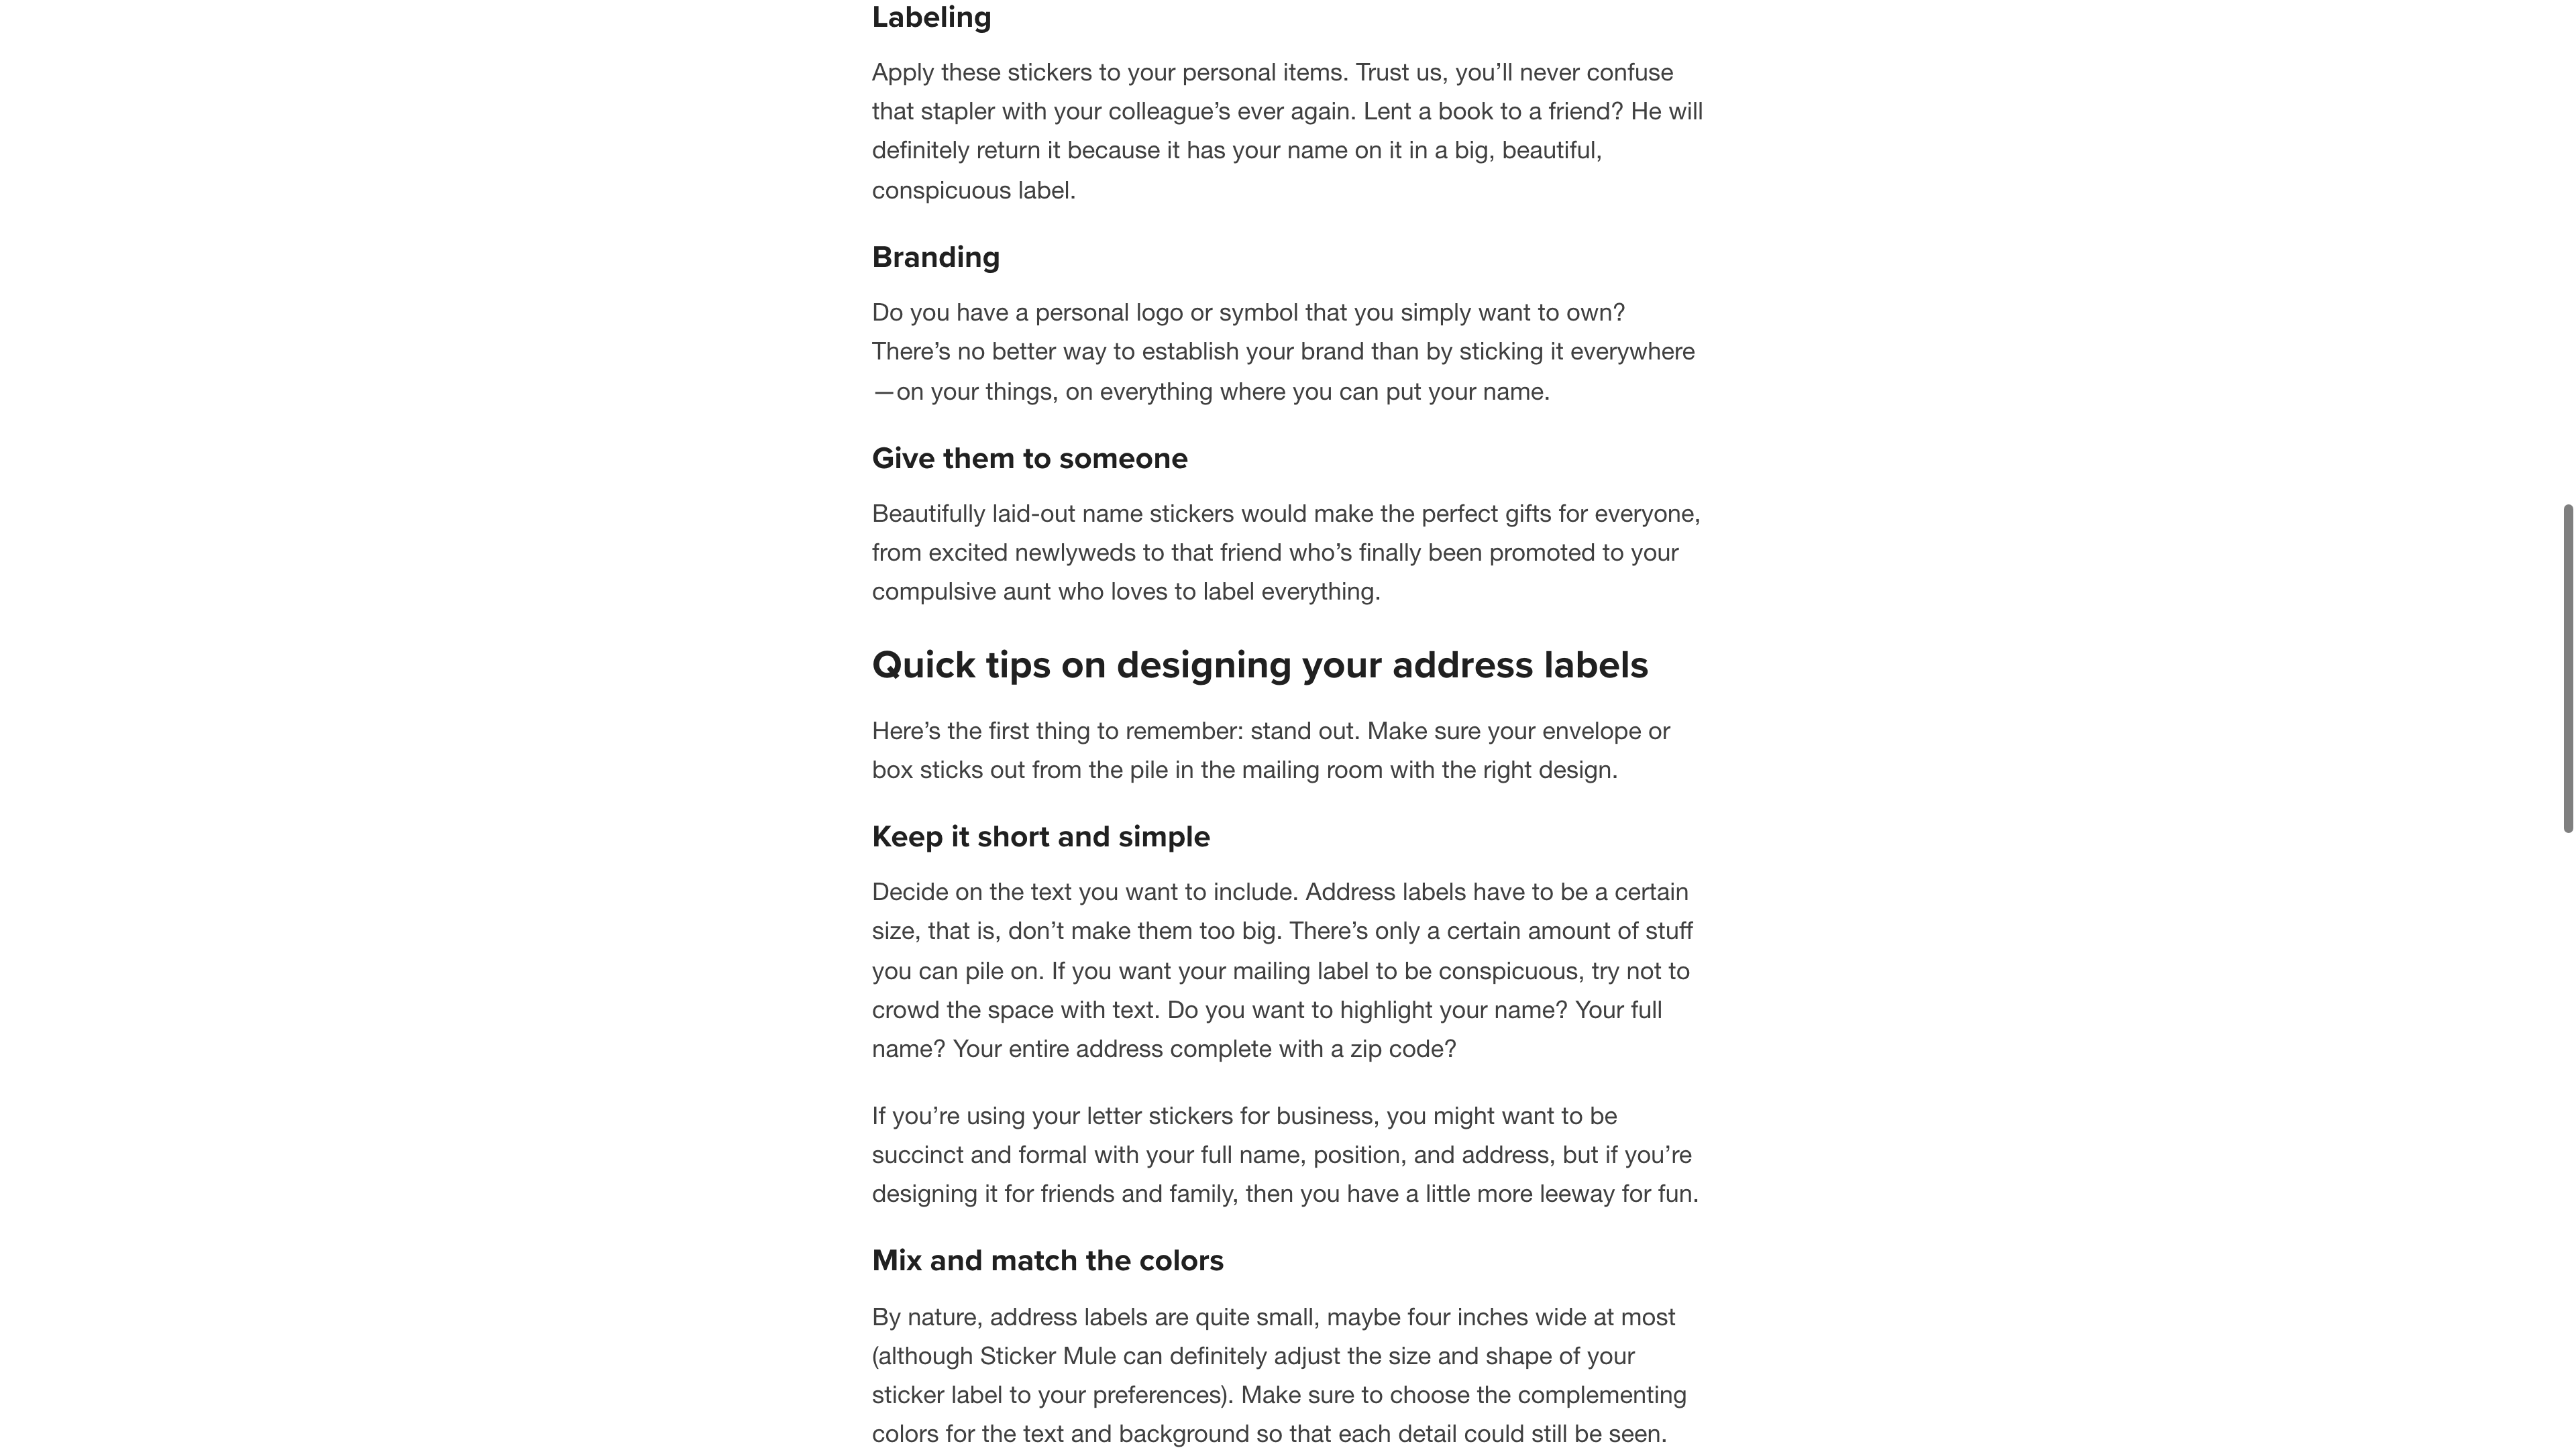 Labeling
Apply these stickers to your personal items. Trust us, you’ll never confuse
that stapler with your colleague’s ever again. Lent a book to a friend? He will
definitely return it because it has your name on it in a big, beautiful,
conspicuous label.
Branding
Do you have a personal logo or symbol that you simply want to own?
There’s no better way to establish your brand than by sticking it everywhere
—on your things, on everything where you can put your name.
Give them to someone
Beautifully laid-out name stickers would make the perfect gifts for everyone,
from excited newlyweds to that friend who’s finally been promoted to your
compulsive aunt who loves to label everything.
Quick tips on designing your address labels
Here’s the first thing to remember: stand out. Make sure your envelope or
box sticks out from the pile in the mailing room with the right design.
Keep it short and simple
Decide on the text you want to include. Address labels have to be a certain
size, that is, don’t make them too big. There’s only a certain amount of stuff
you can pile on. If you want your mailing label to be conspicuous, try not to
crowd the space with text. Do you want to highlight your name? Your full
name? Your entire address complete with a zip code?
If you’re using your letter stickers for business, you might want to be
succinct and formal with your full name, position, and address, but if you’re
designing it for friends and family, then you have a little more leeway for fun.
Mix and match the colors
By nature, address labels are quite small, maybe four inches wide at most
(although Sticker Mule can definitely adjust the size and shape of your
sticker label to your preferences). Make sure to choose the complementing
colors for the text and background so that each detail could still be seen.